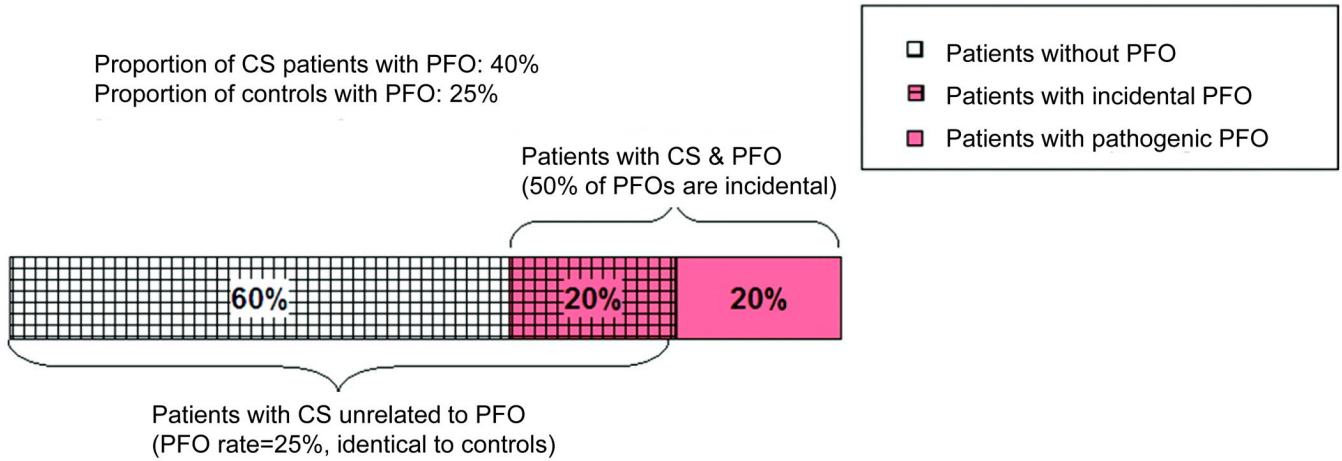 Proportion of CS patients with PFO: 40%
Proportion of controls with PFO: 25%
Patients without PFO
Patients with incidental PFO
Patients with pathogenic PFO
Patients with CS & PFO
(50% of PFOs are incidental)
60%
20%
20%
Patients with CS unrelated to PFO
(PFO rate=25%, identical to controls)